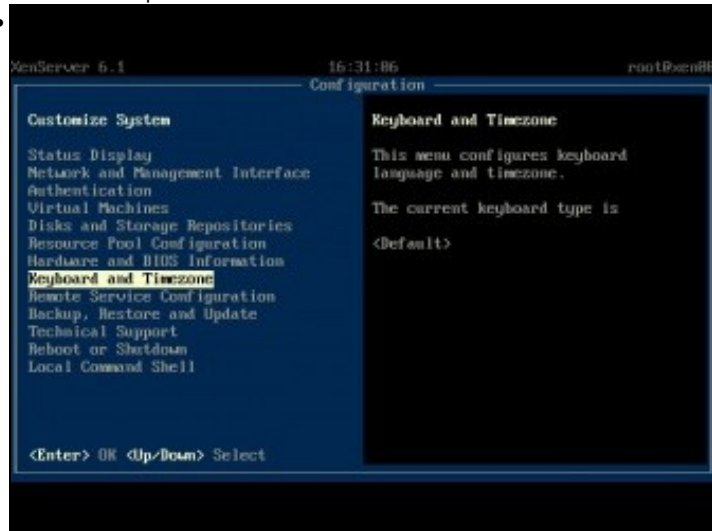 XenServer 6.1 16:31:06 root@xen00
Configuration
Customize System
Status Display
Network and Management Interface
Authentication
Virtual Machines
Disks and Storage Repositories
Resource Pool Configuration
Hardware and BIOS Information
Keyboard and Timezone
Remote Service Configuration
Backup, Restore and Update
Technical Support
Reboot or Shutdown
Local Command Shell
<Enter> OK <Up/Down> Select
Keyboard and Timezone
This menu configures keyboard
language and timezone.
The current keyboard type is
<Default>